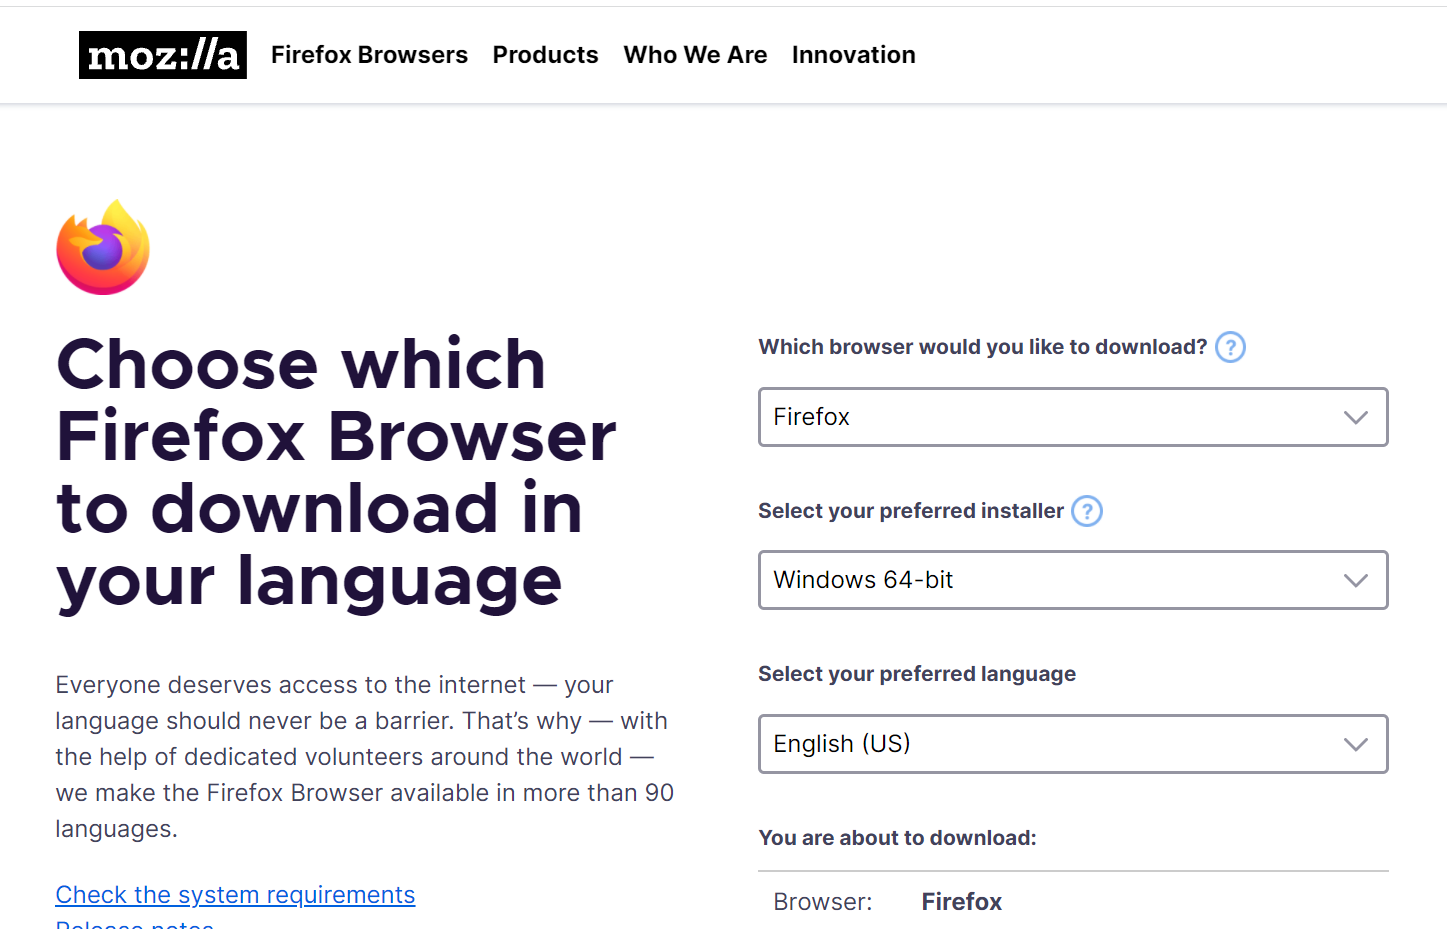 moz://a Firefox Browsers Products Who We Are Innovation
Choose which
Firefox Browser
to download in
your language
Everyone deserves access to the internet — your
language should never be a barrier. That’s why — with
the help of dedicated volunteers around the world —
we make the Firefox Browser available in more than 90
languages.
Check the system requirements
Release notes
Which browser would you like to download? ?
Firefox
Select your preferred installer ?
Windows 64-bit
Select your preferred language
English (US)
You are about to download:
Browser: Firefox